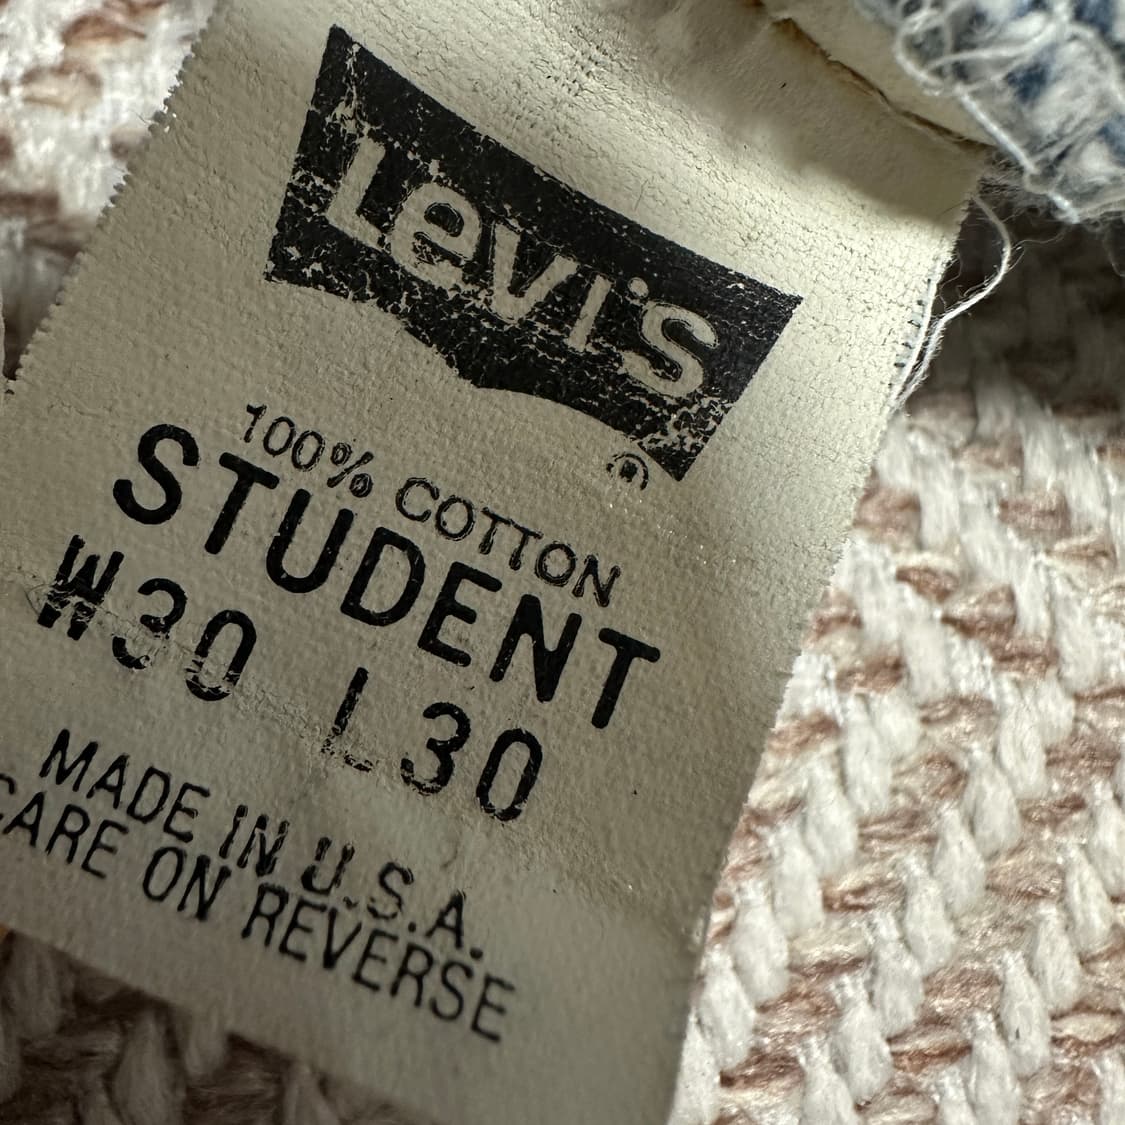 Levi's
®
100% COTTON
STUDENT
W30 L30
MADE IN U.S.A.
CARE ON REVERSE